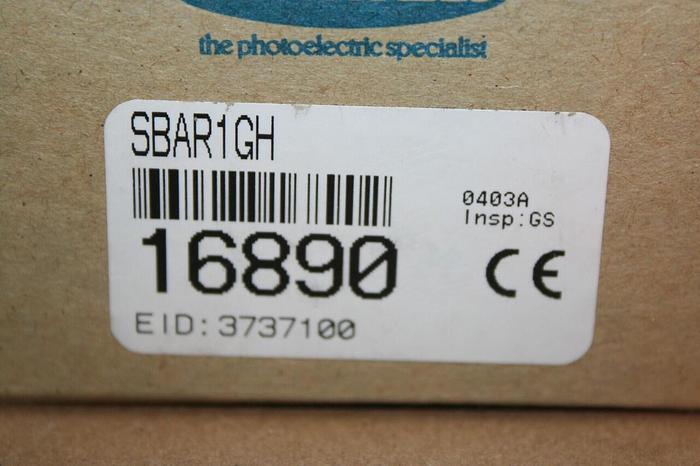 the photoelectric specialist
SBAR1GH
0403A
Insp:GS
16890
CE
EID:3737100